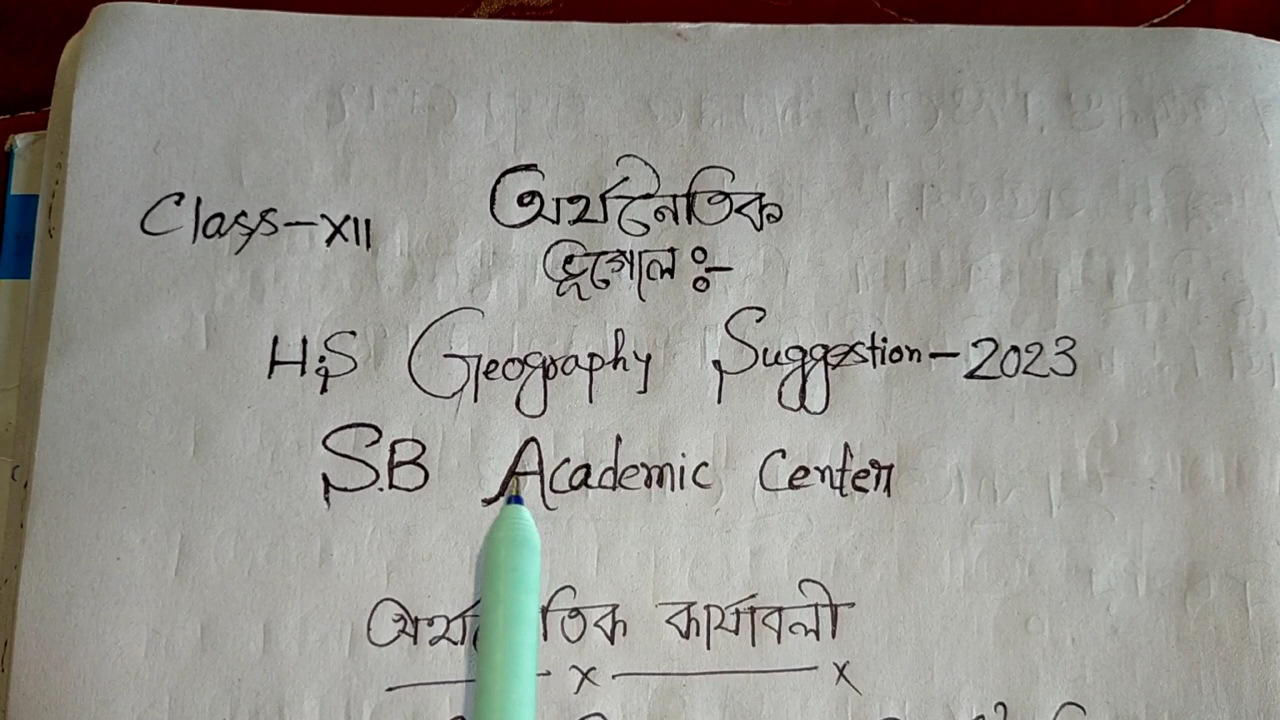 Class-XII অর্থনৈতিক
ভূগোল :-
H.S Geography Suggestion-2023
S.B Academic Center
কার্যাবলী